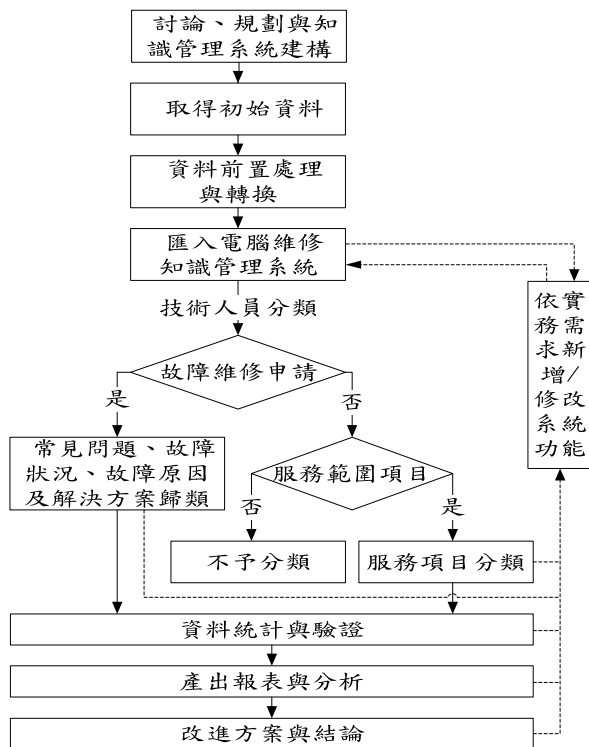 討論、規劃與知
識管理系統建構
取得初始資料
資料前置處理
與轉換
匯入電腦維修
知識管理系統
技術人員分類
故障維修申請
是
否
依實
務需
求新
增/
修改
系統
功能
常見問題、故障
狀況、故障原因
及解決方案歸類
服務範圍項目
否
是
不予分類
服務項目分類
資料統計與驗證
產出報表與分析
改進方案與結論